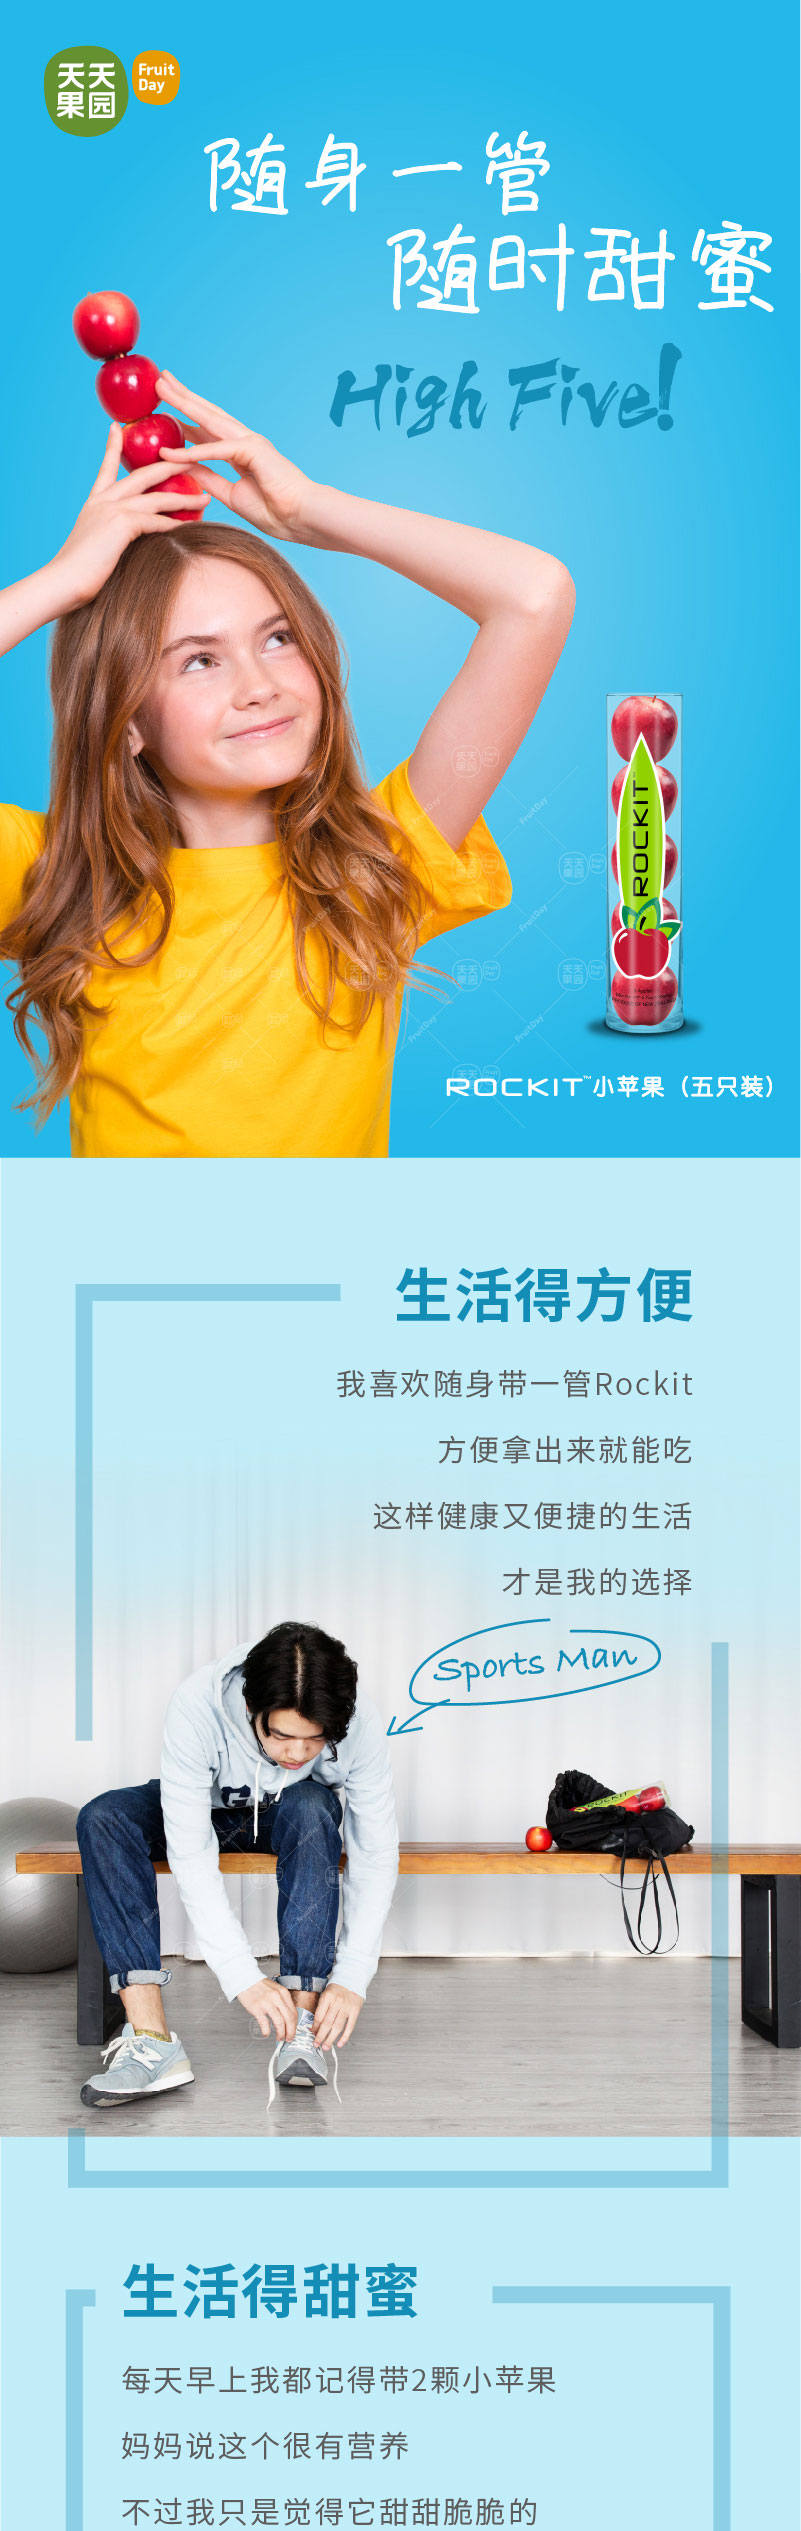 天天
果园
Fruit
Day
随身一管
随时甜蜜
High Five!
ROCKIT™
ROCKIT™小苹果（五只装）
生活得方便
我喜欢随身带一管Rockit
方便拿出来就能吃
这样健康又便捷的生活
才是我的选择
Sports Man
ROCKIT
生活得甜蜜
每天早上我都记得带2颗小苹果
妈妈说这个很有营养
不过我只是觉得它甜甜脆脆的